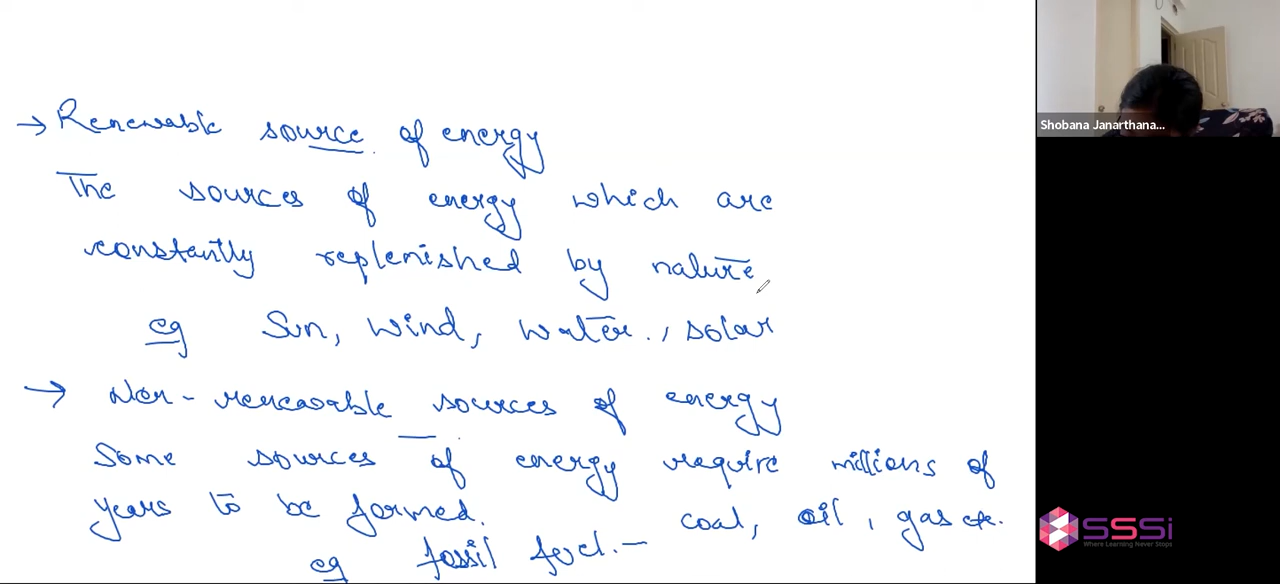 → Renewable source of energy
The sources of energy which are
constantly replenished by nature.
eg Sun, wind, water., solar
→ Non-renewable sources of energy
Some sources of energy require millions of
years to be formed.
eg fossil fuel.- coal, oil, gas etc.
Shobana Janarthana...
SSSi
Where Learning Never Stops